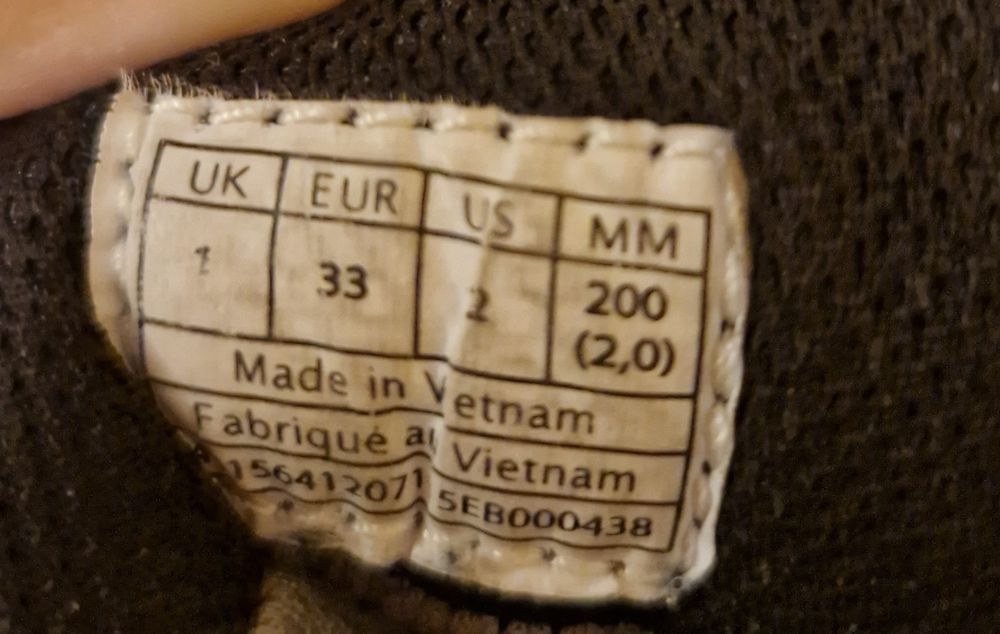 UK EUR US MM
1 33 2 200
(2,0)
Made in Vietnam
Fabriqué au Vietnam
156412071 5EB000438